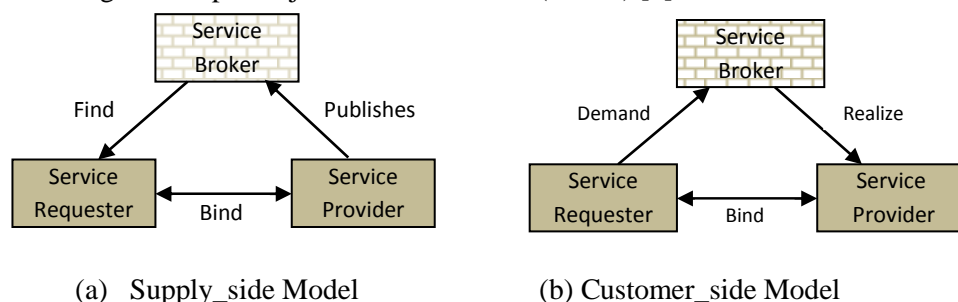 Service
Broker
Find
Publishes
Service
Requester
Bind
Service
Provider
(a) Supply_side Model
Service
Broker
Demand
Realize
Service
Requester
Bind
Service
Provider
(b) Customer_side Model